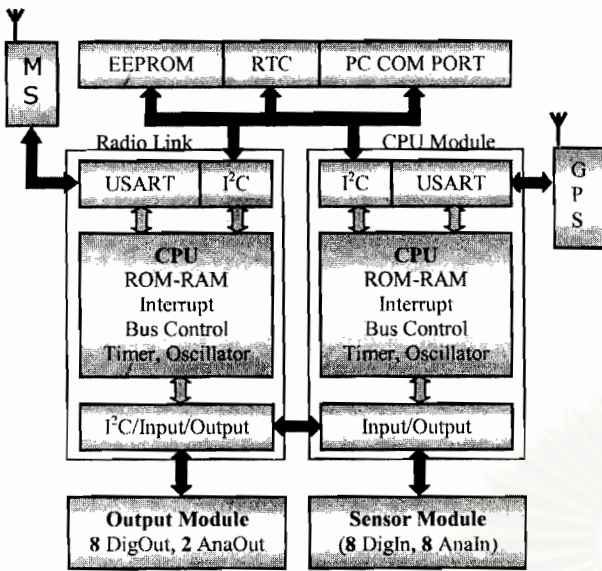 M
S
EEPROM RTC PC COM PORT
Radio Link CPU Module
USART I²C I²C USART
G
P
S
CPU
ROM-RAM
Interrupt
Bus Control
Timer, Oscillator
CPU
ROM-RAM
Interrupt
Bus Control
Timer, Oscillator
I²C/Input/Output Input/Output
Output Module
8 DigOut, 2 AnaOut
Sensor Module
(8 DigIn, 8 AnaIn)